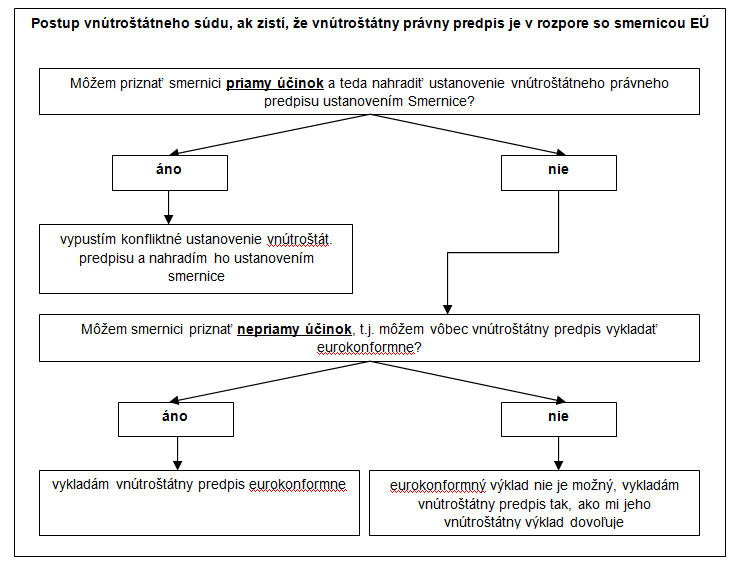 Postup vnútroštátneho súdu, ak zistí, že vnútroštátny právny predpis je v rozpore so smernicou EÚ
Môžem priznať smernici priamy účinok a teda nahradiť ustanovenie vnútroštátneho právneho
predpisu ustanovením Smernice?
áno
nie
vypustím konfliktné ustanovenie vnútroštát.
predpisu a nahradím ho ustanovením
smernice
Môžem smernici priznať nepriamy účinok, t.j. môžem vôbec vnútroštátny predpis vykladať
eurokonformne?
áno
nie
vykladám vnútroštátny predpis eurokonformne
eurokonformný výklad nie je možný, vykladám
vnútroštátny predpis tak, ako mi jeho
vnútroštátny výklad dovoľuje